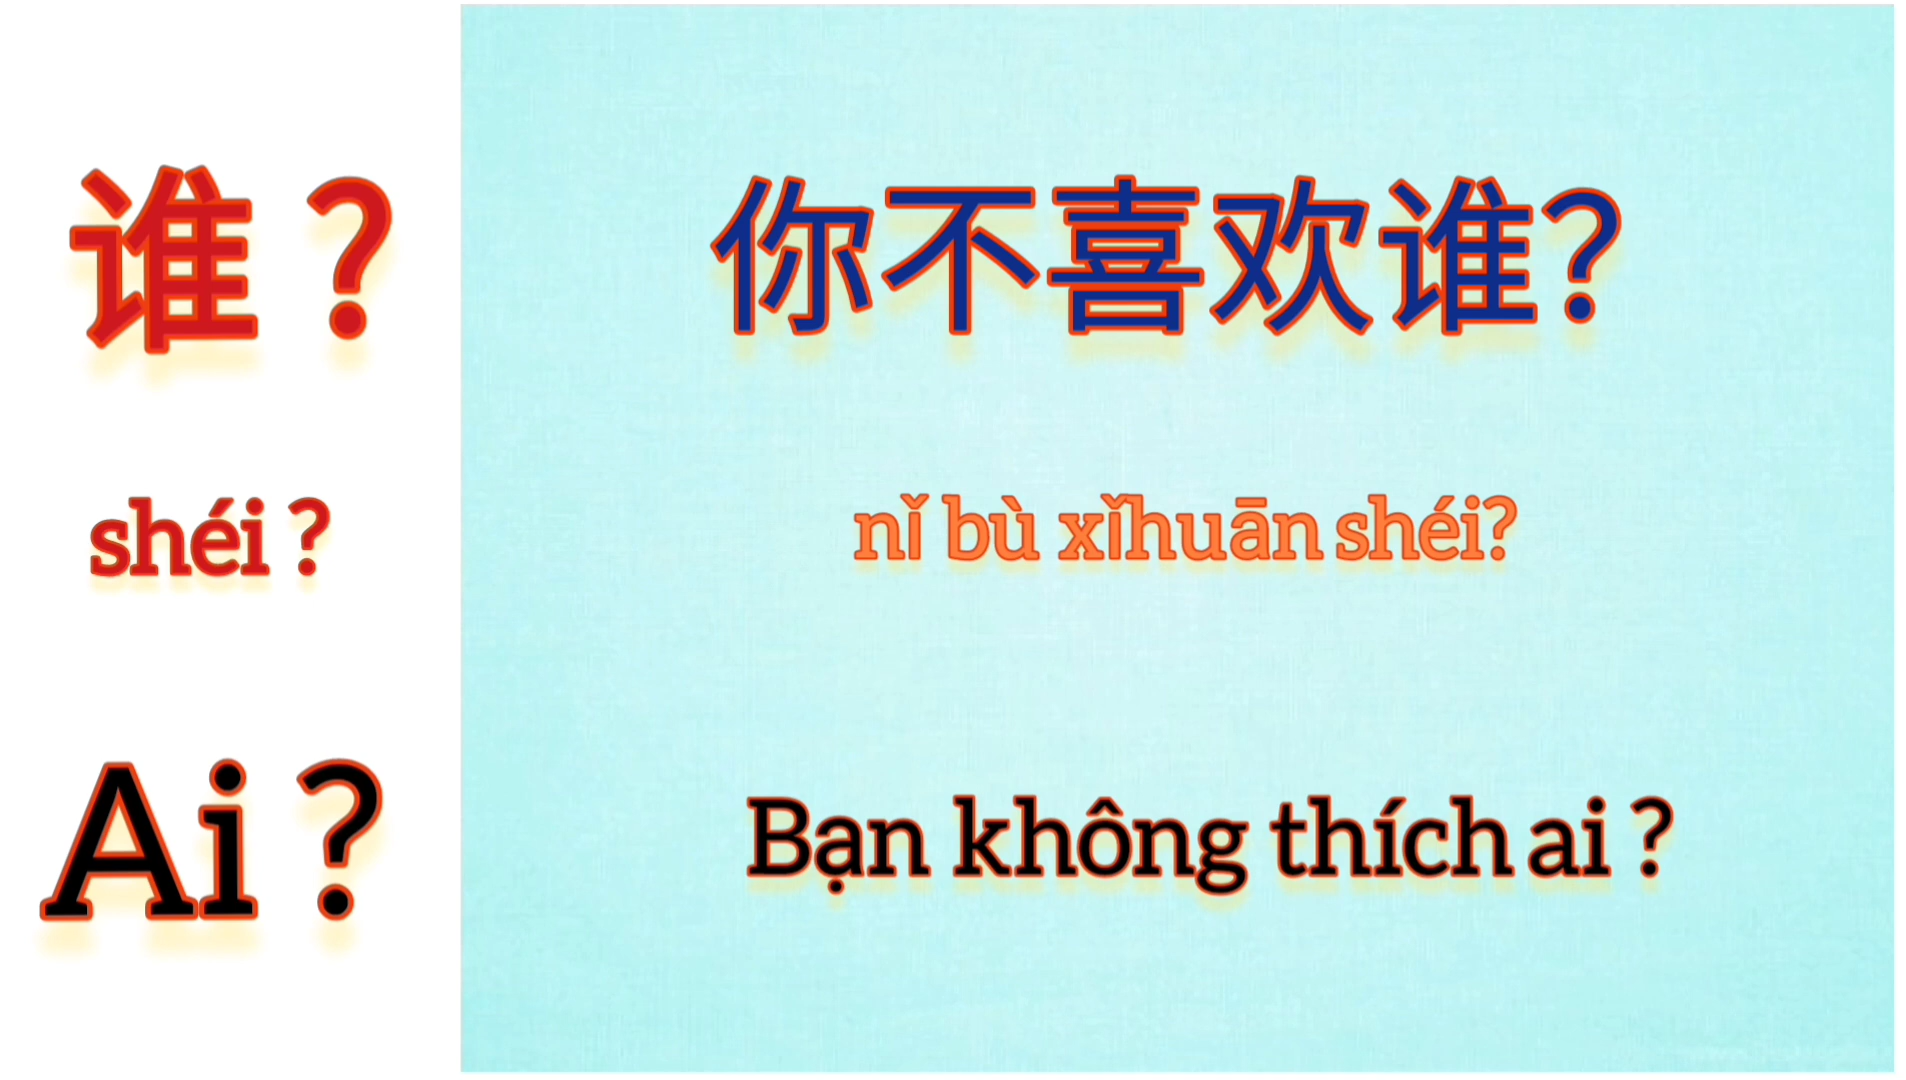 谁？
shéi ?
Ai ?
你不喜欢谁?
nǐ bù xǐhuān shéi?
Bạn không thích ai ?